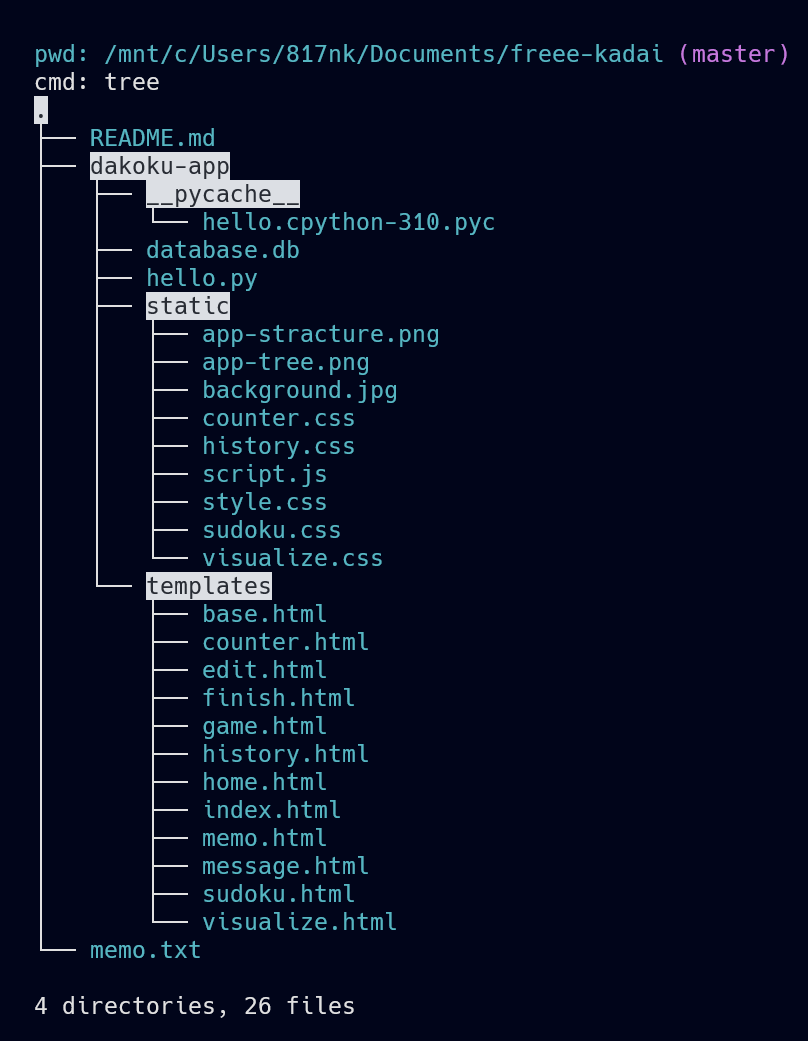 pwd: /mnt/c/Users/817nk/Documents/freee-kadai (master)
cmd: tree
.
├── README.md
├── dakoku-app
│   ├── __pycache__
│   │   └── hello.cpython-310.pyc
│   ├── database.db
│   ├── hello.py
│   ├── static
│   │   ├── app-stracture.png
│   │   ├── app-tree.png
│   │   ├── background.jpg
│   │   ├── counter.css
│   │   ├── history.css
│   │   ├── script.js
│   │   ├── style.css
│   │   ├── sudoku.css
│   │   └── visualize.css
│   └── templates
│       ├── base.html
│       ├── counter.html
│       ├── edit.html
│       ├── finish.html
│       ├── game.html
│       ├── history.html
│       ├── home.html
│       ├── index.html
│       ├── memo.html
│       ├── message.html
│       ├── sudoku.html
│       └── visualize.html
└── memo.txt
4 directories, 26 files